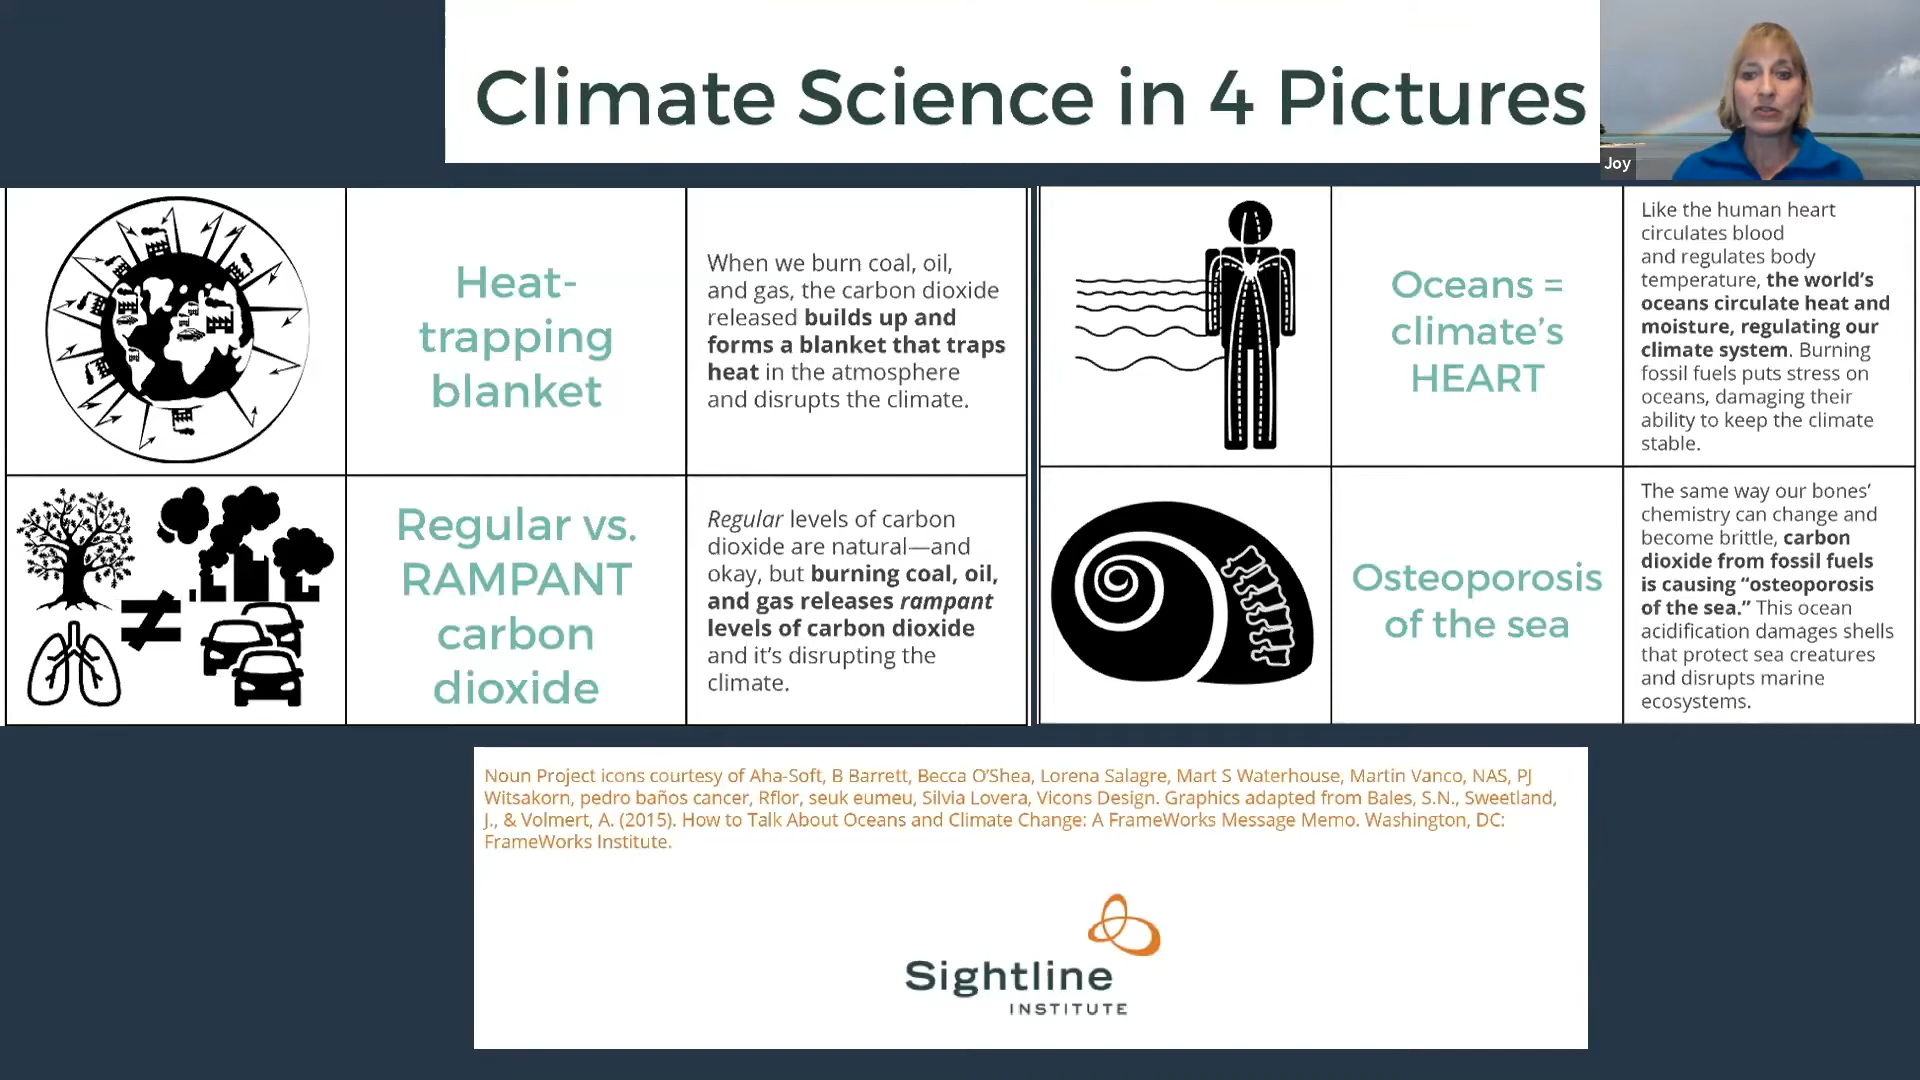 Climate Science in 4 Pictures
Joy
Heat-
trapping
blanket
When we burn coal, oil,
and gas, the carbon dioxide
released builds up and
forms a blanket that traps
heat in the atmosphere
and disrupts the climate.
Regular vs.
RAMPANT
carbon
dioxide
Regular levels of carbon
dioxide are natural—and
okay, but burning coal, oil,
and gas releases rampant
levels of carbon dioxide
and it’s disrupting the
climate.
Oceans =
climate’s
HEART
Like the human heart
circulates blood
and regulates body
temperature, the world’s
oceans circulate heat and
moisture, regulating our
climate system. Burning
fossil fuels puts stress on
oceans, damaging their
ability to keep the climate
stable.
Osteoporosis
of the sea
The same way our bones’
chemistry can change and
become brittle, carbon
dioxide from fossil fuels
is causing “osteoporosis
of the sea.” This ocean
acidification damages shells
that protect sea creatures
and disrupts marine
ecosystems.
Noun Project icons courtesy of Aha-Soft, B Barrett, Becca O’Shea, Lorena Salagre, Mart S Waterhouse, Martin Vanco, NAS, PJ
Witsakorn, pedro baños cancer, Rflor, seuk eumeu, Silvia Lovera, Vicons Design. Graphics adapted from Bales, S.N., Sweetland,
J., & Volmert, A. (2015). How to Talk About Oceans and Climate Change: A FrameWorks Message Memo. Washington, DC:
FrameWorks Institute.
Sightline
INSTITUTE